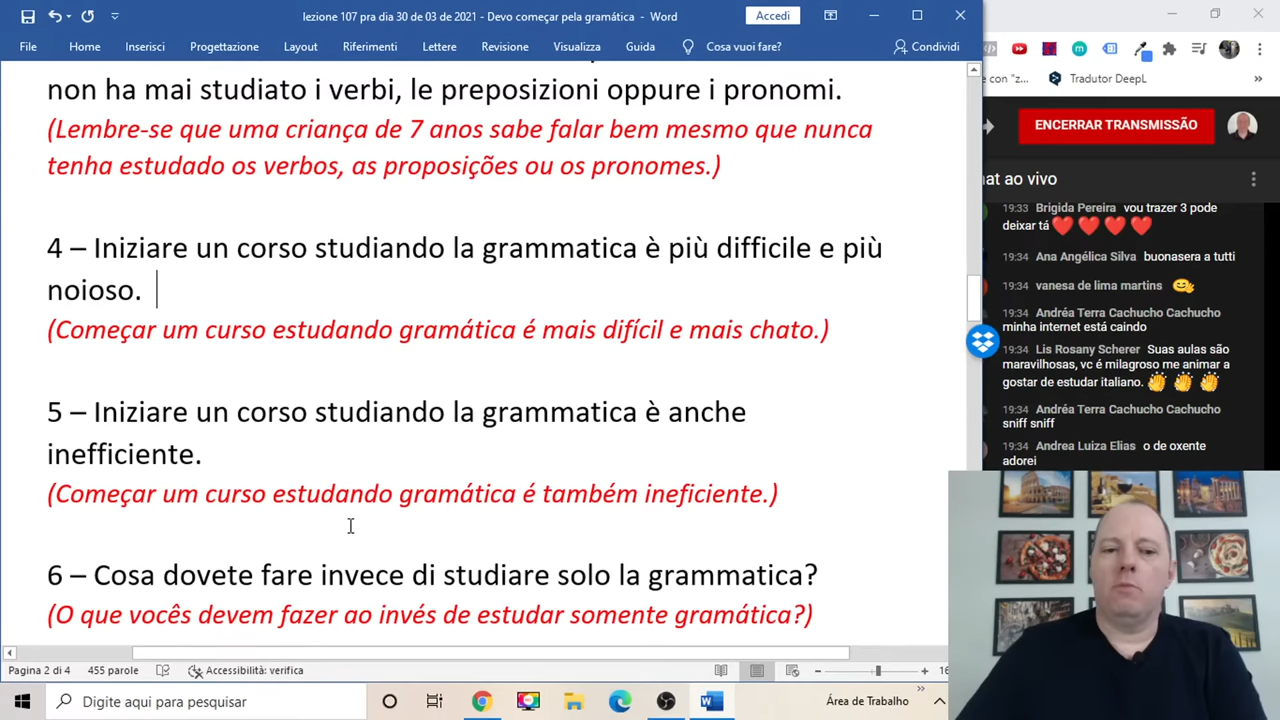 lezione 107 pra dia 30 de 03 de 2021 - Devo começar pela gramática - Word
Accedi
File Home Inserisci Progettazione Layout Riferimenti Lettere Revisione Visualizza Guida Cosa vuoi fare? Condividi
non ha mai studiato i verbi, le preposizioni oppure i pronomi.
(Lembre-se que uma criança de 7 anos sabe falar bem mesmo que nunca
tenha estudado os verbos, as proposições ou os pronomes.)
4 – Iniziare un corso studiando la grammatica è più difficile e più
noioso.
(Começar um curso estudando gramática é mais difícil e mais chato.)
5 – Iniziare un corso studiando la grammatica è anche
inefficiente.
(Começar um curso estudando gramática é também ineficiente.)
6 – Cosa dovete fare invece di studiare solo la grammatica?
(O que vocês devem fazer ao invés de estudar somente gramática?)
Pagina 2 di 4 455 parole Accessibilità: verifica
16
Digite aqui para pesquisar
Área de Trabalho
e con "z...
Tradutor DeepL
ENCERRAR TRANSMISSÃO
hat ao vivo
19:33 Brigida Pereira vou trazer 3 pode
deixar tá
19:34 Ana Angélica Silva buonasera a tutti
19:34 vanesa de lima martins
19:34 Andréa Terra Cachucho Cachucho
minha internet está caindo
19:34 Lis Rosany Scherer Suas aulas são
maravilhosas, vc é milagroso me animar a
gostar de estudar italiano.
19:34 Andréa Terra Cachucho Cachucho
sniff sniff
19:34 Andrea Luiza Elias o de oxente
adorei